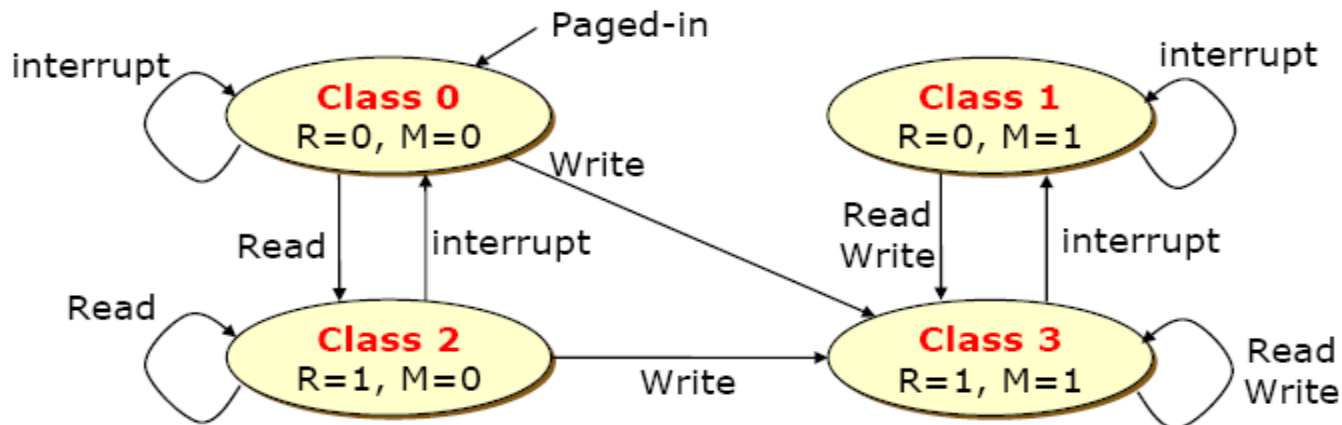 Paged-in
interrupt
Class 0
R=0, M=0
Class 1
R=0, M=1
interrupt
Write
Read
interrupt
Read
Write
interrupt
Read
Class 2
R=1, M=0
Write
Class 3
R=1, M=1
Read
Write